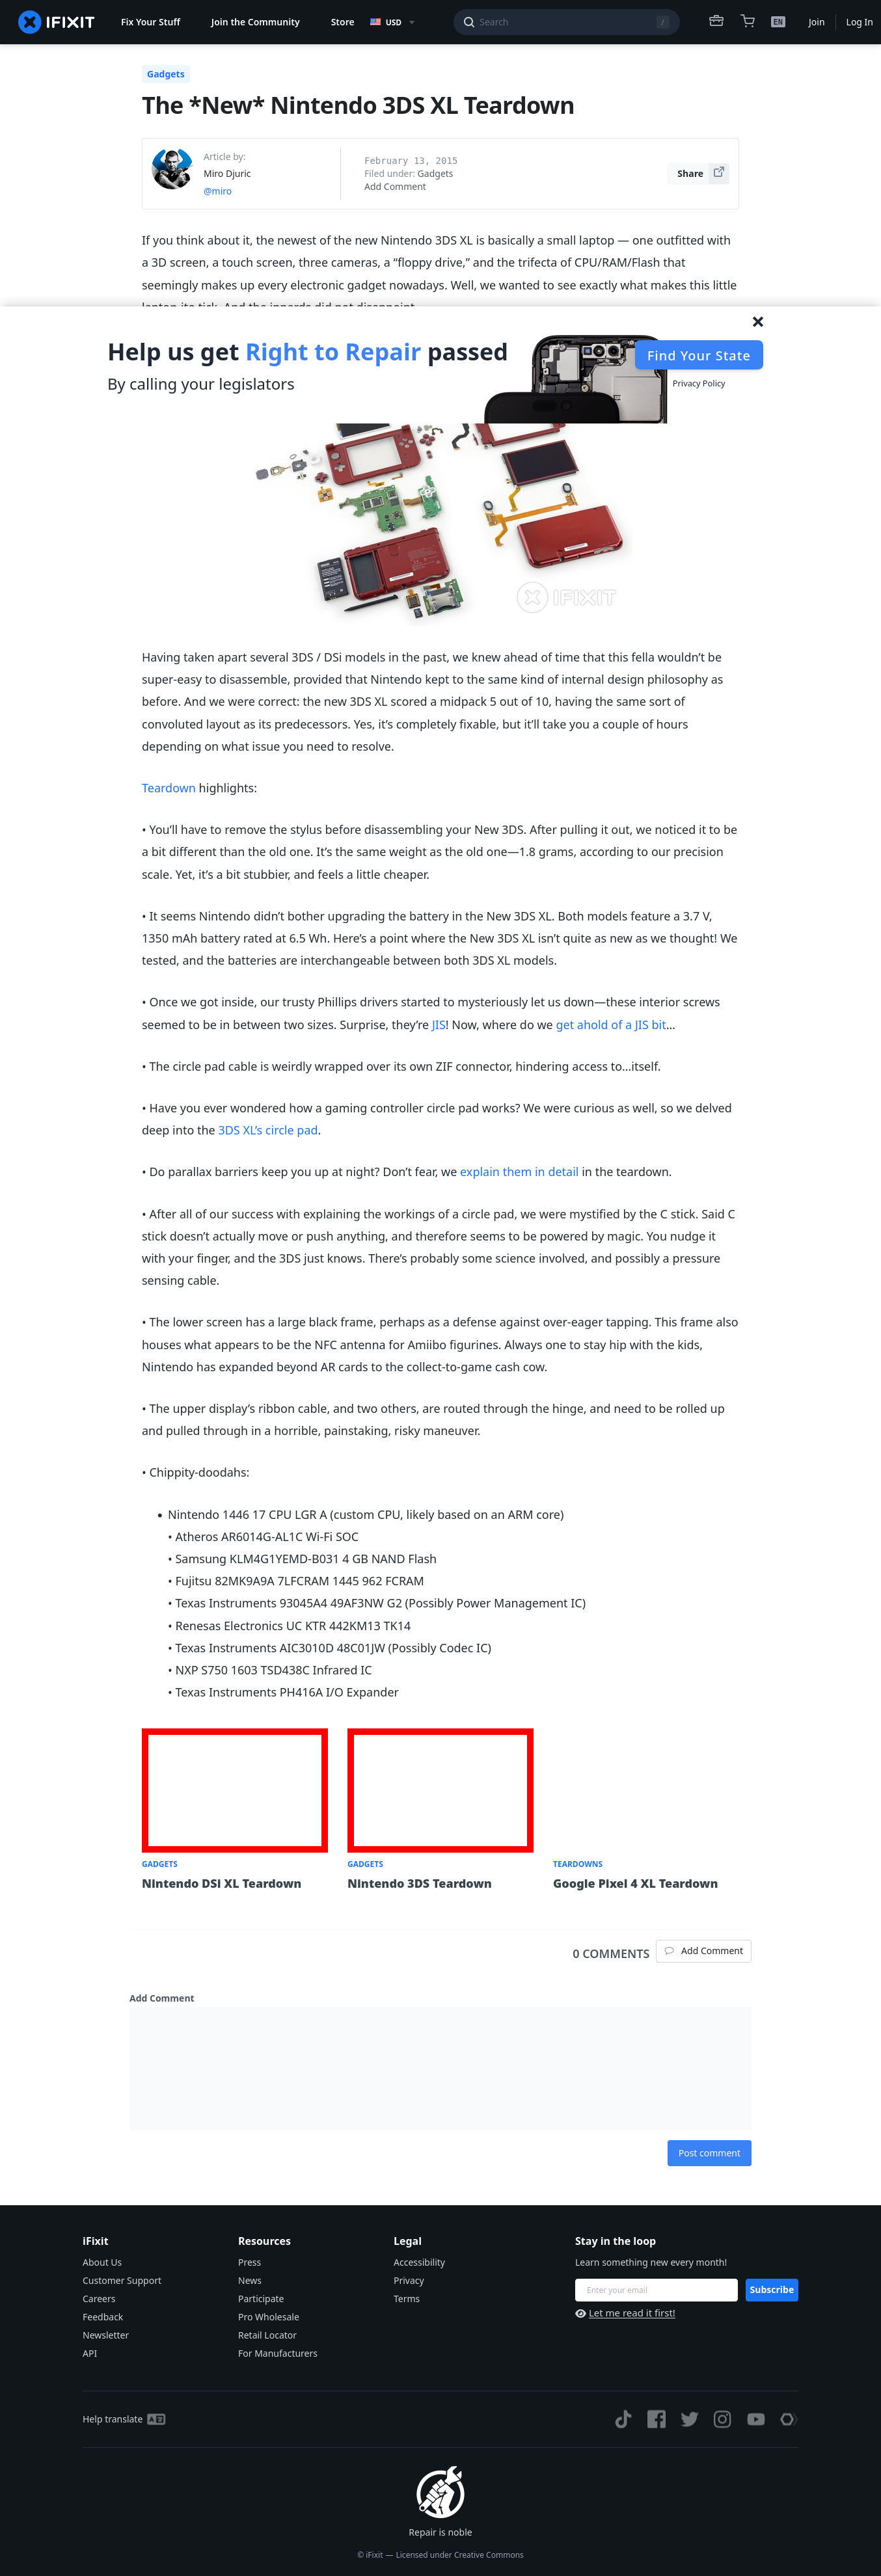 IFIXIT
Fix Your Stuff
Join the Community
Store
USD
Search
/
EN
Join
Log In
Gadgets
The *New* Nintendo 3DS XL Teardown
Article by:
Miro Djuric
@miro
February 13, 2015
Filed under: Gadgets
Add Comment
Share
If you think about it, the newest of the new Nintendo 3DS XL is basically a small laptop — one outfitted with
a 3D screen, a touch screen, three cameras, a “floppy drive,” and the trifecta of CPU/RAM/Flash that
seemingly makes up every electronic gadget nowadays. Well, we wanted to see exactly what makes this little
Help us get Right to Repair passed
By calling your legislators
Find Your State
Privacy Policy
IFIXIT
Having taken apart several 3DS / DSi models in the past, we knew ahead of time that this fella wouldn’t be
super-easy to disassemble, provided that Nintendo kept to the same kind of internal design philosophy as
before. And we were correct: the new 3DS XL scored a midpack 5 out of 10, having the same sort of
convoluted layout as its predecessors. Yes, it’s completely fixable, but it’ll take you a couple of hours
depending on what issue you need to resolve.
Teardown highlights:
• You’ll have to remove the stylus before disassembling your New 3DS. After pulling it out, we noticed it to be
a bit different than the old one. It’s the same weight as the old one—1.8 grams, according to our precision
scale. Yet, it’s a bit stubbier, and feels a little cheaper.
• It seems Nintendo didn’t bother upgrading the battery in the New 3DS XL. Both models feature a 3.7 V,
1350 mAh battery rated at 6.5 Wh. Here’s a point where the New 3DS XL isn’t quite as new as we thought! We
tested, and the batteries are interchangeable between both 3DS XL models.
• Once we got inside, our trusty Phillips drivers started to mysteriously let us down—these interior screws
seemed to be in between two sizes. Surprise, they’re JIS! Now, where do we get ahold of a JIS bit…
• The circle pad cable is weirdly wrapped over its own ZIF connector, hindering access to…itself.
• Have you ever wondered how a gaming controller circle pad works? We were curious as well, so we delved
deep into the 3DS XL’s circle pad.
• Do parallax barriers keep you up at night? Don’t fear, we explain them in detail in the teardown.
• After all of our success with explaining the workings of a circle pad, we were mystified by the C stick. Said C
stick doesn’t actually move or push anything, and therefore seems to be powered by magic. You nudge it
with your finger, and the 3DS just knows. There’s probably some science involved, and possibly a pressure
sensing cable.
• The lower screen has a large black frame, perhaps as a defense against over-eager tapping. This frame also
houses what appears to be the NFC antenna for Amiibo figurines. Always one to stay hip with the kids,
Nintendo has expanded beyond AR cards to the collect-to-game cash cow.
• The upper display’s ribbon cable, and two others, are routed through the hinge, and need to be rolled up
and pulled through in a horrible, painstaking, risky maneuver.
• Chippity-doodahs:
• Nintendo 1446 17 CPU LGR A (custom CPU, likely based on an ARM core)
• Atheros AR6014G-AL1C Wi-Fi SOC
• Samsung KLM4G1YEMD-B031 4 GB NAND Flash
• Fujitsu 82MK9A9A 7LFCRAM 1445 962 FCRAM
• Texas Instruments 93045A4 49AF3NW G2 (Possibly Power Management IC)
• Renesas Electronics UC KTR 442KM13 TK14
• Texas Instruments AIC3010D 48C01JW (Possibly Codec IC)
• NXP S750 1603 TSD438C Infrared IC
• Texas Instruments PH416A I/O Expander
GADGETS
Nintendo DSi XL Teardown
GADGETS
Nintendo 3DS Teardown
TEARDOWNS
Google Pixel 4 XL Teardown
0 COMMENTS
Add Comment
Add Comment
Post comment
iFixit
About Us
Customer Support
Careers
Feedback
Newsletter
API
Resources
Press
News
Participate
Pro Wholesale
Retail Locator
For Manufacturers
Legal
Accessibility
Privacy
Terms
Stay in the loop
Learn something new every month!
Enter your email
Subscribe
Let me read it first!
Help translate
Repair is noble
© iFixit — Licensed under Creative Commons